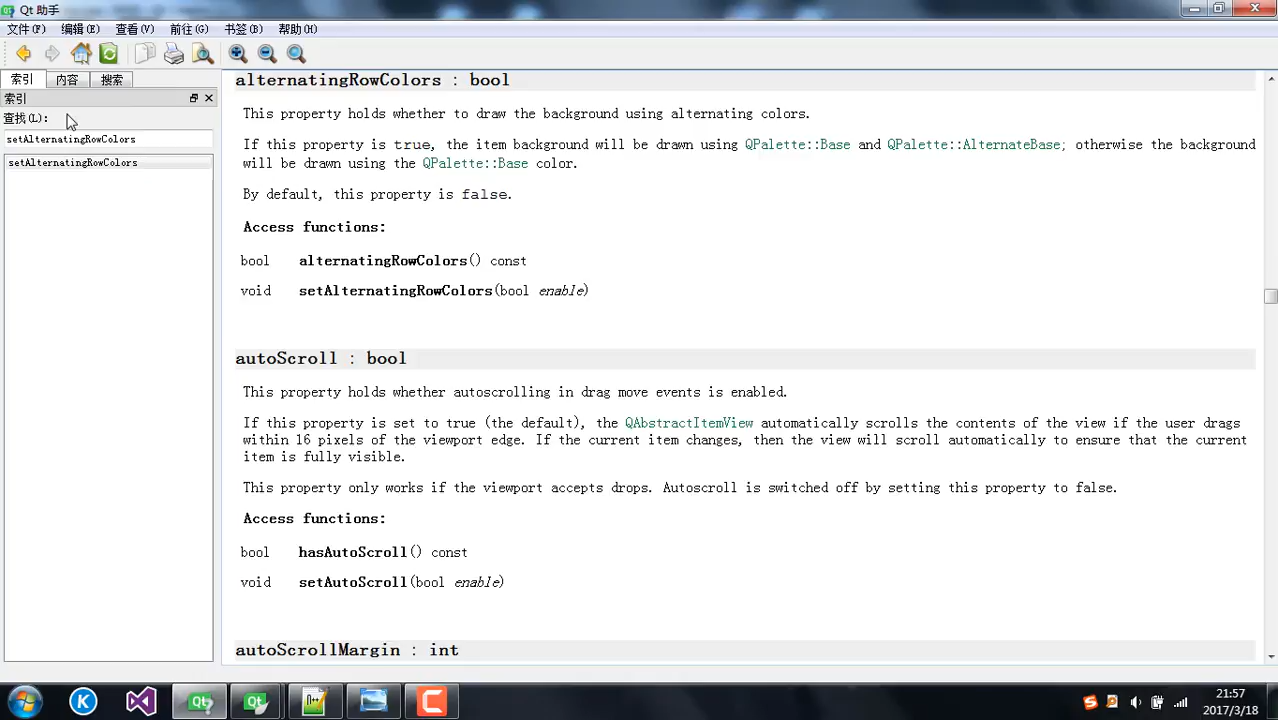 Qt 助手
文件(F) 编辑(E) 查看(V) 前往(G) 书签(B) 帮助(H)
索引 内容 搜索
索引
查找(L):
setAlternatingRowColors
setAlternatingRowColors
alternatingRowColors : bool
This property holds whether to draw the background using alternating colors.
If this property is true, the item background will be drawn using QPalette::Base and QPalette::AlternateBase; otherwise the background
will be drawn using the QPalette::Base color.
By default, this property is false.
Access functions:
bool alternatingRowColors() const
void setAlternatingRowColors(bool enable)
autoScroll : bool
This property holds whether autoscrolling in drag move events is enabled.
If this property is set to true (the default), the QAbstractItemView automatically scrolls the contents of the view if the user drags
within 16 pixels of the viewport edge. If the current item changes, then the view will scroll automatically to ensure that the current
item is fully visible.
This property only works if the viewport accepts drops. Autoscroll is switched off by setting this property to false.
Access functions:
bool hasAutoScroll() const
void setAutoScroll(bool enable)
autoScrollMargin : int
21:57
2017/3/18